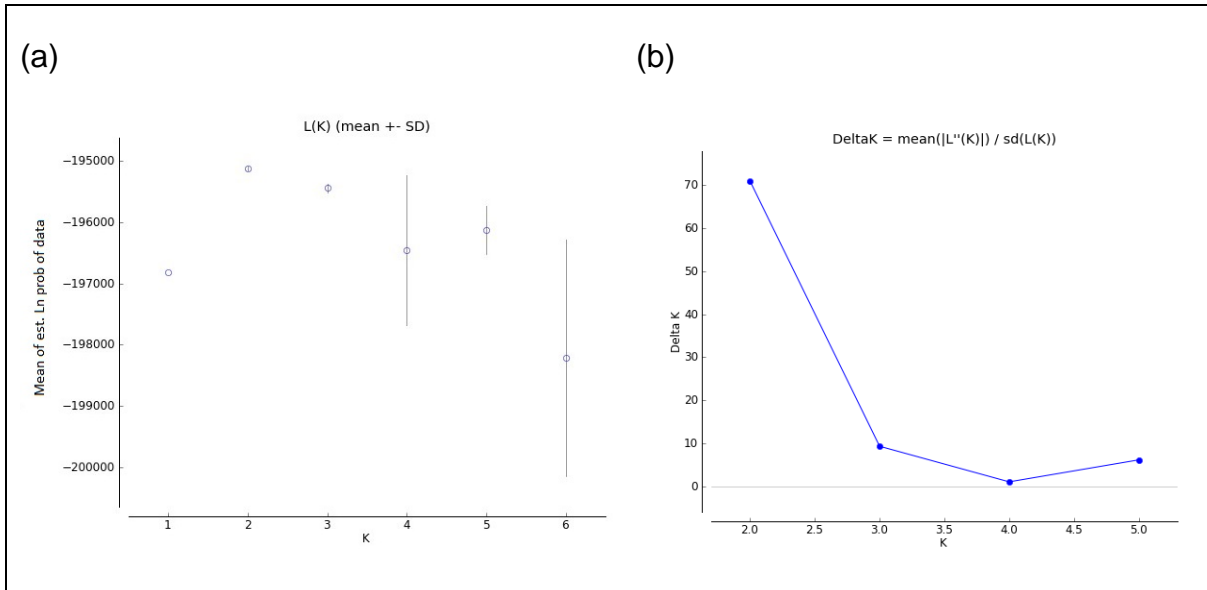 (a)
(b)
L(K) (mean +- SD)
Mean of est. Ln prob of data
−195000
−196000
−197000
−198000
−199000
−200000
1 2 3 4 5 6
K
DeltaK = mean(|L''(K)|) / sd(L(K))
Delta K
70
60
50
40
30
20
10
0
2.0 2.5 3.0 3.5 4.0 4.5 5.0
K